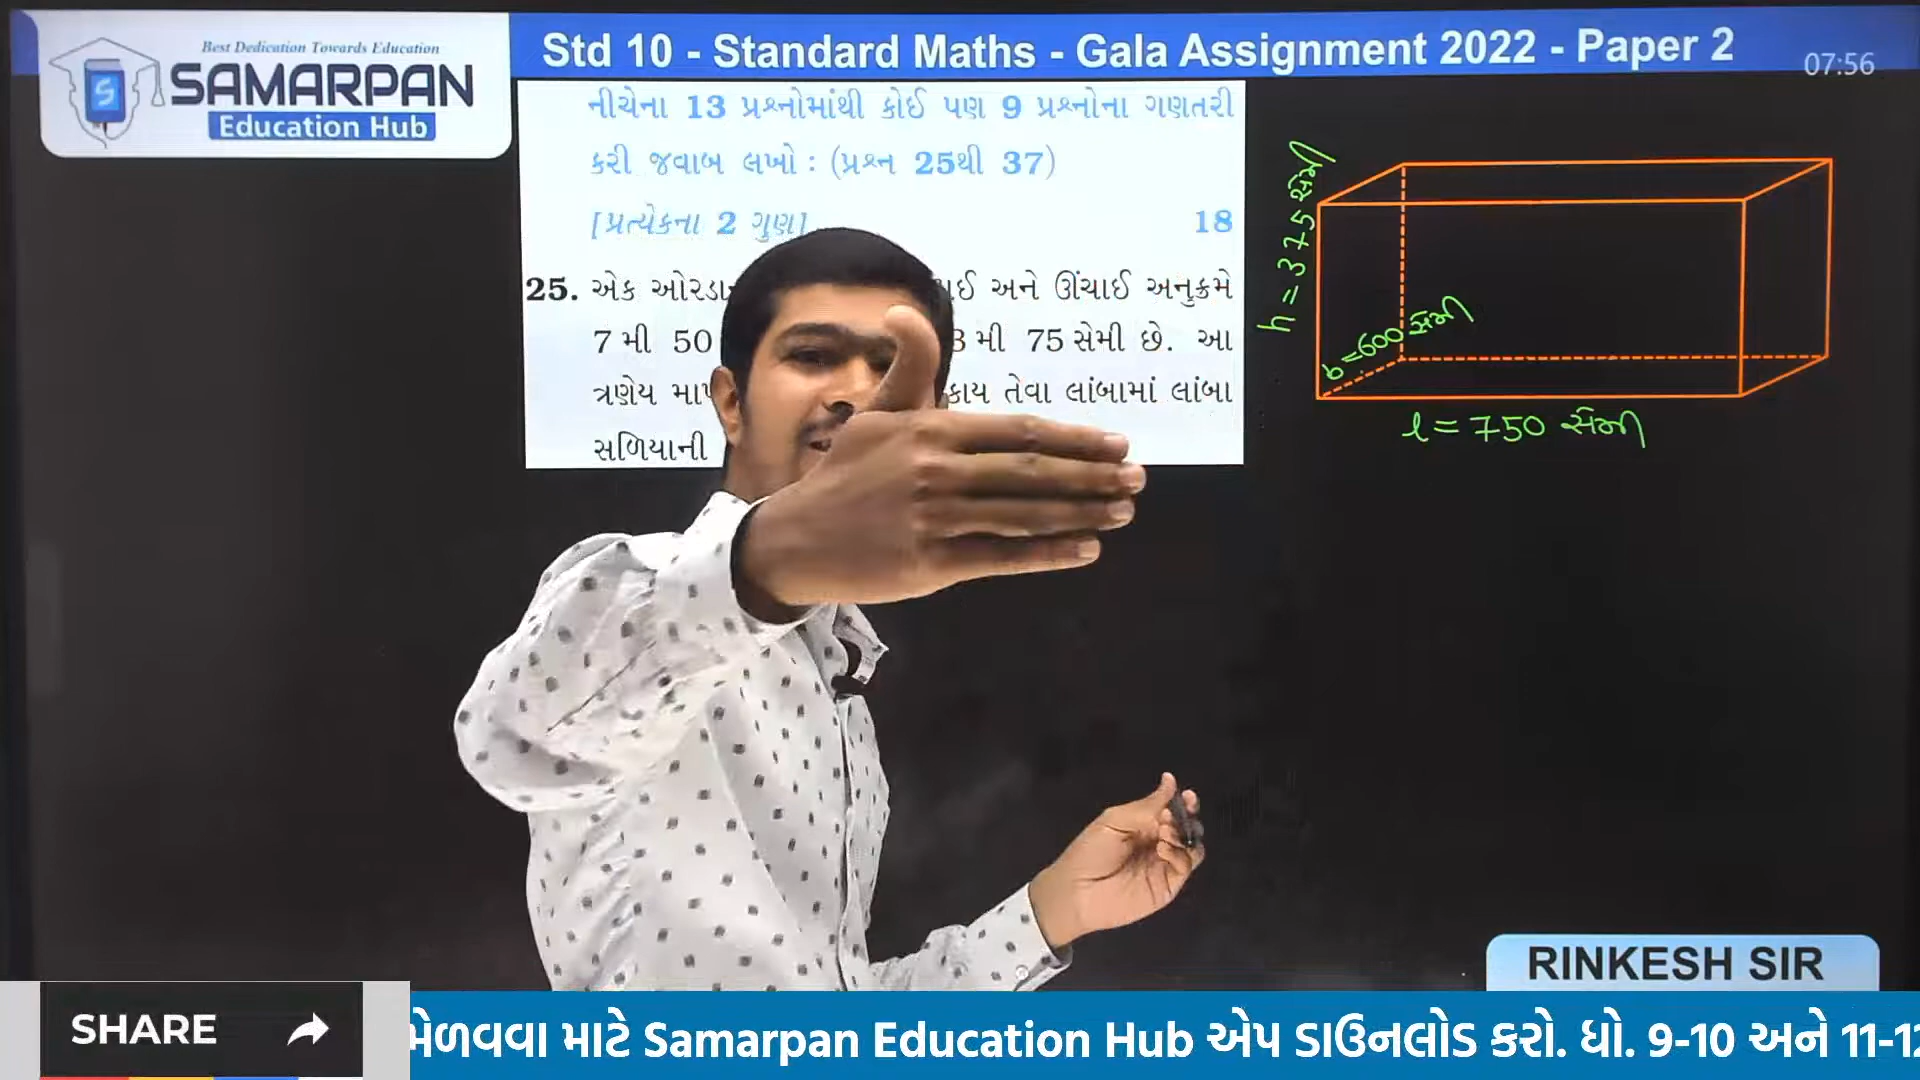 Best Dedication Towards Education
SAMARPAN
Education Hub
Std 10 - Standard Maths - Gala Assignment 2022 - Paper 2
07:56
નીચેના 13 પ્રશ્નોમાંથી કોઈ પણ 9 પ્રશ્નોના ગણતરી
કરી જવાબ લખો : (પ્રશ્ન 25થી 37)
[પ્રત્યેકના 2 ગુણ] 18
25. એક અને ઊંચાઈ અનુક્રમે
7 મી 50 3 મી 75 સેમી છે. આ
ત્રણેય તેવા લાંબામાં લાંબા
સળિયાની
h = 375 સેમી
b = 600 સેમી
l = 750 સેમી
RINKESH SIR
SHARE
મેળવવા માટે Samarpan Education Hub એપ ડાઉનલોડ કરો. ધો. 9-10 અને 11-12